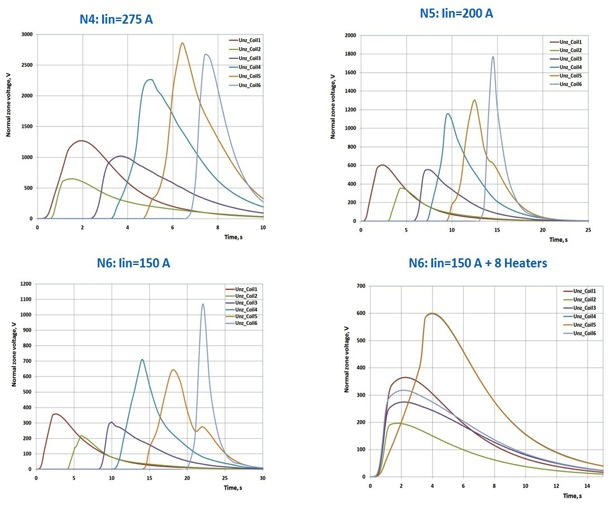 N4: Iin=275 A
Normal zone voltage, V
3000
2500
2000
1500
1000
500
0
Unz_Coil1
Unz_Coil2
Unz_Coil3
Unz_Coil4
Unz_Coil5
Unz_Coil6
0 2 4 6 8 10
Time, s
N5: Iin=200 A
Normal zone voltage, V
2000
1800
1600
1400
1200
1000
800
600
400
200
0
Unz_Coil1
Unz_Coil2
Unz_Coil3
Unz_Coil4
Unz_Coil5
Unz_Coil6
0 5 10 15 20 25
Time, s
N6: Iin=150 A
Normal zone voltage, V
1200
1100
1000
900
800
700
600
500
400
300
200
100
0
Unz_Coil1
Unz_Coil2
Unz_Coil3
Unz_Coil4
Unz_Coil5
Unz_Coil6
0 5 10 15 20 25 30
Time, s
N6: Iin=150 A + 8 Heaters
Normal zone voltage, V
700
600
500
400
300
200
100
0
Unz_Coil1
Unz_Coil2
Unz_Coil3
Unz_Coil4
Unz_Coil5
Unz_Coil6
0 2 4 6 8 10 12 14
Time, s